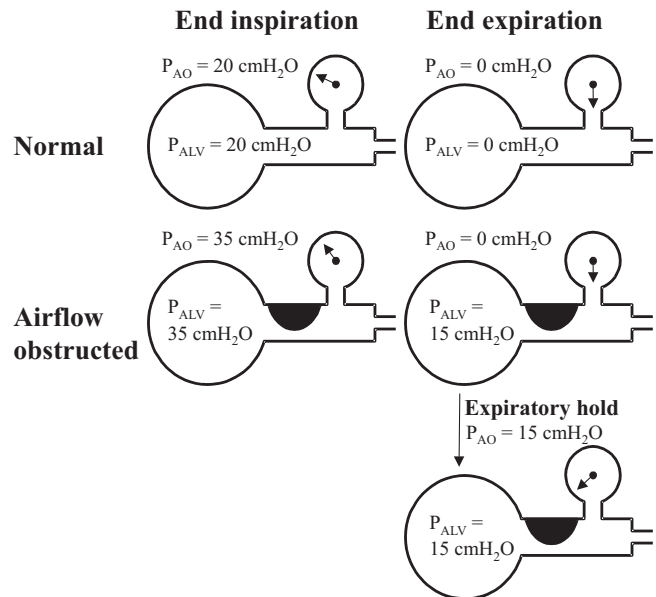 End inspiration
End expiration
P_AO = 20 cmH₂O
P_AO = 0 cmH₂O
Normal
P_ALV = 20 cmH₂O
P_ALV = 0 cmH₂O
P_AO = 35 cmH₂O
P_AO = 0 cmH₂O
Airflow
obstructed
P_ALV =
35 cmH₂O
P_ALV =
15 cmH₂O
Expiratory hold
P_AO = 15 cmH₂O
P_ALV =
15 cmH₂O